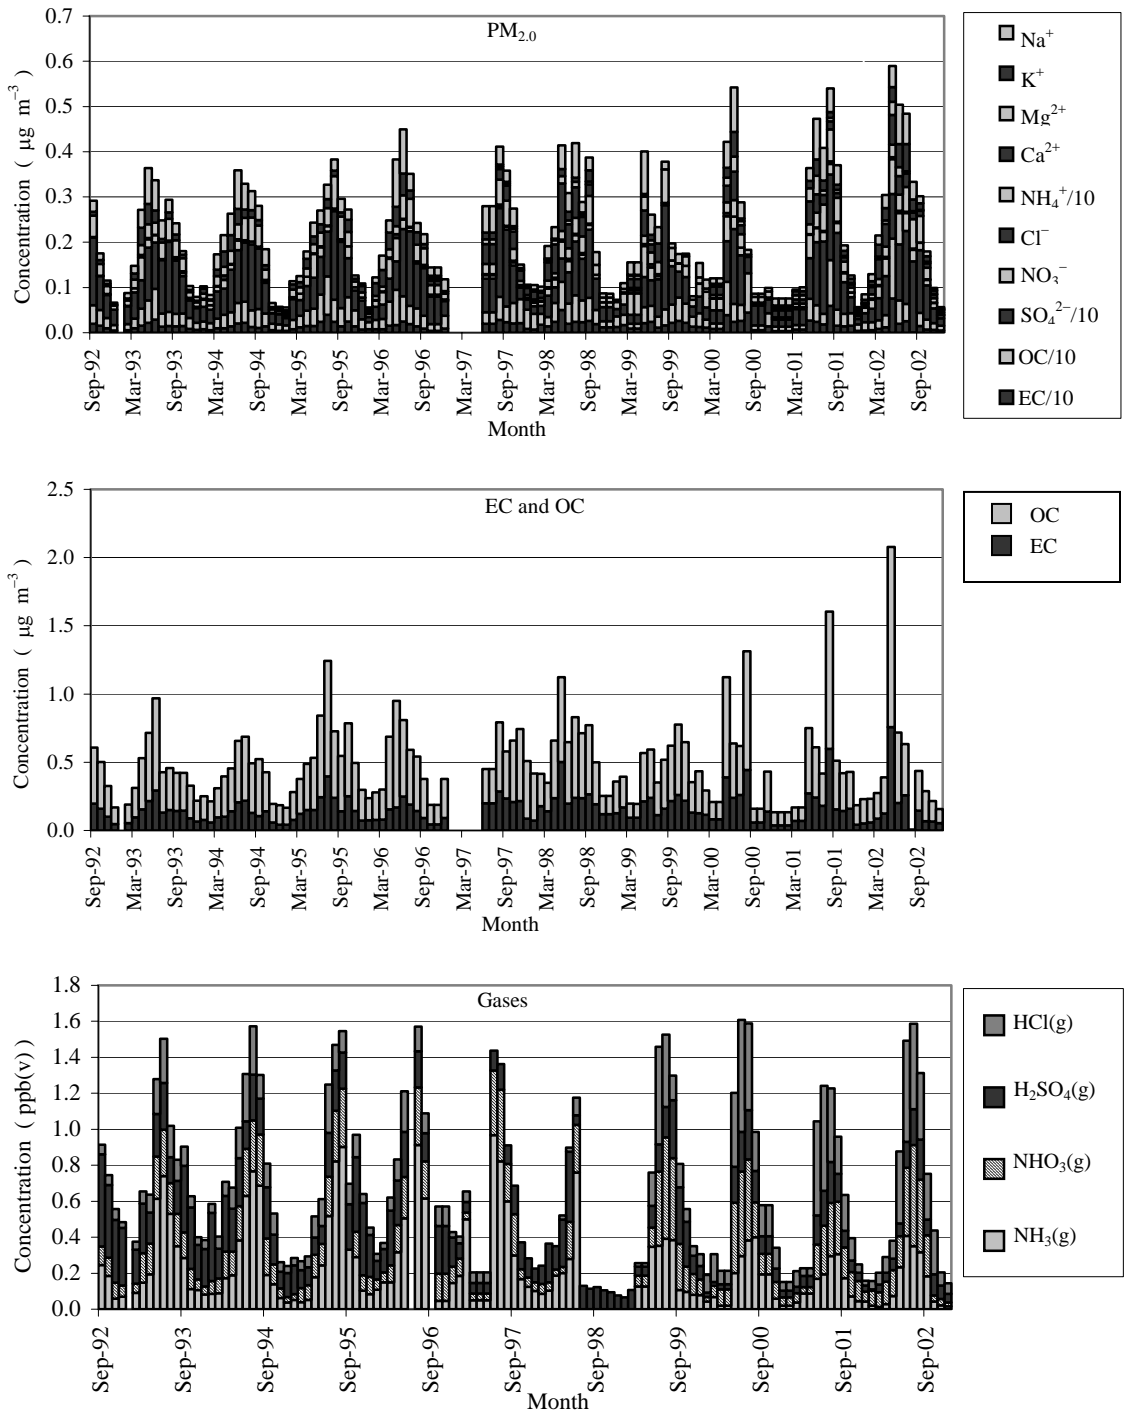 PM2.0
Concentration ( μg m−3 )
0.7
0.6
0.5
0.4
0.3
0.2
0.1
0.0
Sep-92
Mar-93
Sep-93
Mar-94
Sep-94
Mar-95
Sep-95
Mar-96
Sep-96
Mar-97
Sep-97
Mar-98
Sep-98
Mar-99
Sep-99
Mar-00
Sep-00
Mar-01
Sep-01
Mar-02
Sep-02
Month
Na+
K+
Mg2+
Ca2+
NH4+/10
Cl−
NO3−
SO42−/10
OC/10
EC/10
EC and OC
Concentration ( μg m−3 )
2.5
2.0
1.5
1.0
0.5
0.0
Sep-92
Mar-93
Sep-93
Mar-94
Sep-94
Mar-95
Sep-95
Mar-96
Sep-96
Mar-97
Sep-97
Mar-98
Sep-98
Mar-99
Sep-99
Mar-00
Sep-00
Mar-01
Sep-01
Mar-02
Sep-02
Month
OC
EC
Gases
Concentration ( ppb(v))
1.8
1.6
1.4
1.2
1.0
0.8
0.6
0.4
0.2
0.0
Sep-92
Sep-93
Sep-94
Sep-95
Sep-96
Sep-97
Sep-98
Sep-99
Sep-00
Sep-01
Sep-02
Month
HCl(g)
H2SO4(g)
NHO3(g)
NH3(g)